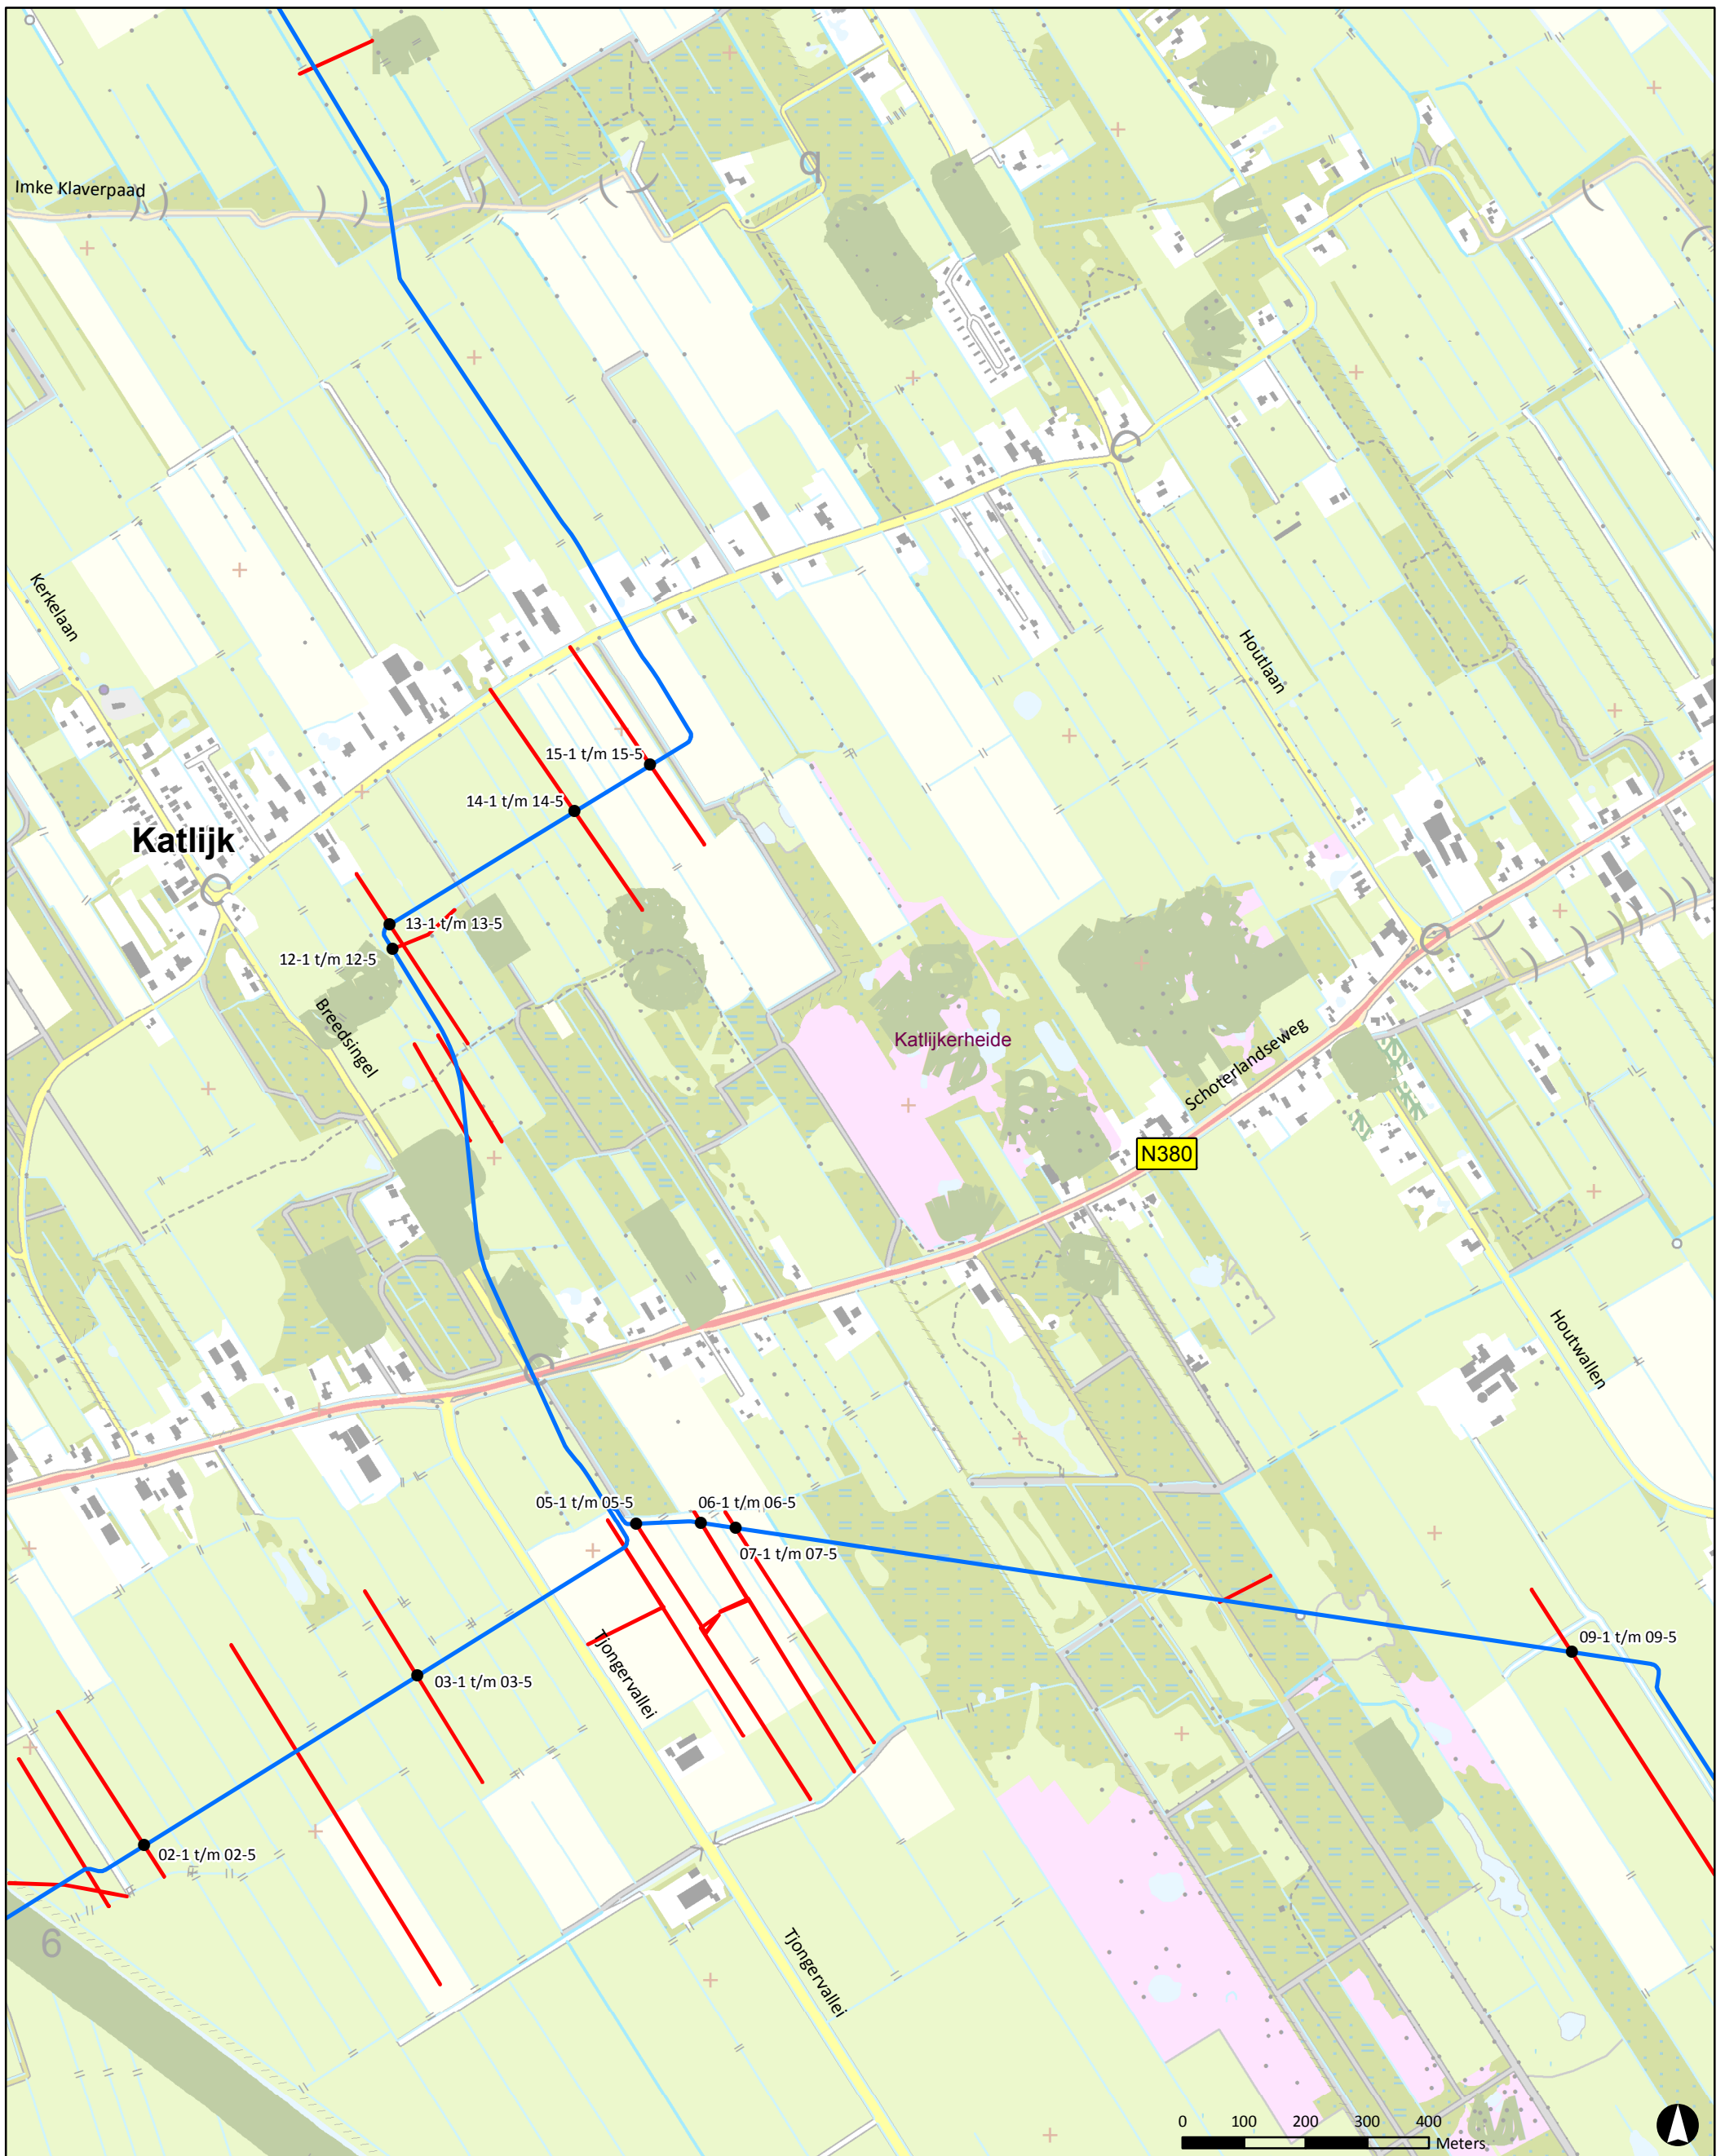 Imke Klaverpaad
q
Kerkelaan
Houtlaan
15-1 t/m 15-5
14-1 t/m 14-5
Katlijk
13-1 t/m 13-5
12-1 t/m 12-5
Breedsingel
Katlijkerheide
Schoterlandseweg
N380
Houtwallen
05-1 t/m 05-5
06-1 t/m 06-5
07-1 t/m 07-5
09-1 t/m 09-5
Tjongervallei
03-1 t/m 03-5
02-1 t/m 02-5
6
Tjongervallei
0 100 200 300 400
Meters